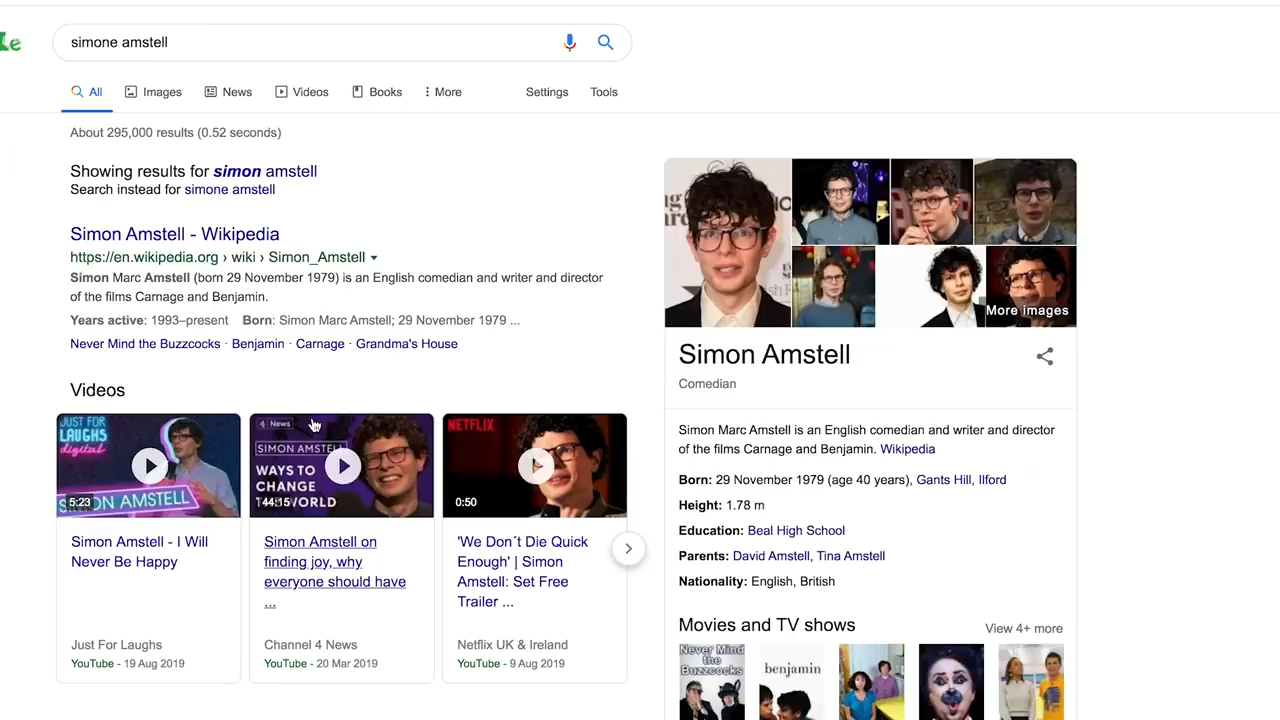 simone amstell
All
Images
News
Videos
Books
More
Settings
Tools
About 295,000 results (0.52 seconds)
Showing results for simon amstell
Search instead for simone amstell
Simon Amstell - Wikipedia
https://en.wikipedia.org › wiki › Simon_Amstell
Simon Marc Amstell (born 29 November 1979) is an English comedian and writer and director
of the films Carnage and Benjamin.
Years active: 1993–present Born: Simon Marc Amstell; 29 November 1979 ...
Never Mind the Buzzcocks · Benjamin · Carnage · Grandma's House
Videos
JUST FOR
LAUGHS
digital
SIMON AMSTELL
5:23
Simon Amstell - I Will
Never Be Happy
Just For Laughs
YouTube - 19 Aug 2019
4 News
SIMON AMSTELL
WAYS TO
CHANGE
WORLD
44:15
Simon Amstell on
finding joy, why
everyone should have
...
Channel 4 News
YouTube - 20 Mar 2019
NETFLIX
0:50
'We Don´t Die Quick
Enough' | Simon
Amstell: Set Free
Trailer ...
Netflix UK & Ireland
YouTube - 9 Aug 2019
More images
Simon Amstell
Comedian
Simon Marc Amstell is an English comedian and writer and director
of the films Carnage and Benjamin. Wikipedia
Born: 29 November 1979 (age 40 years), Gants Hill, Ilford
Height: 1.78 m
Education: Beal High School
Parents: David Amstell, Tina Amstell
Nationality: English, British
Movies and TV shows
View 4+ more
Never Mind
the
Buzzcocks
benjamin